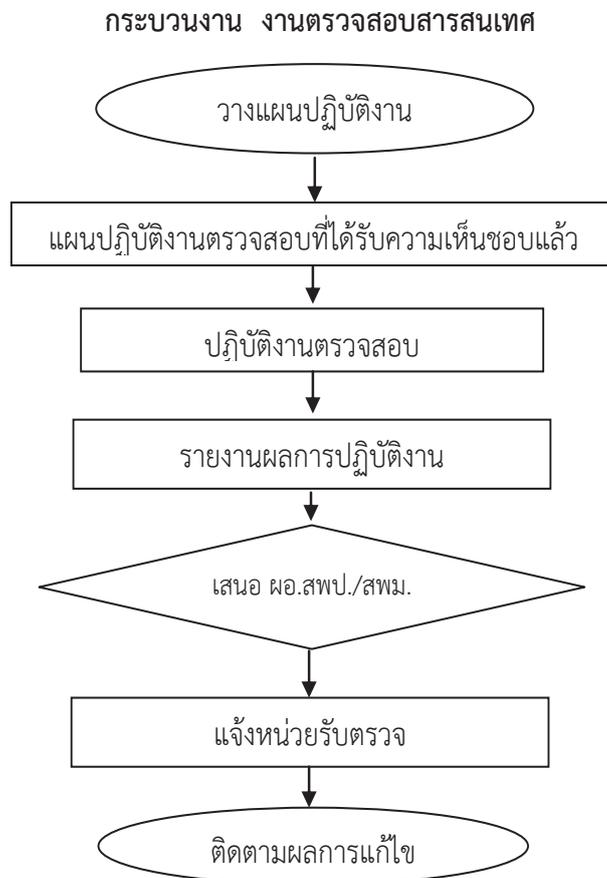 กระบวนงาน งานตรวจสอบสารสนเทศ
วางแผนปฏิบัติงาน
แผนปฏิบัติงานตรวจสอบที่ได้รับความเห็นชอบแล้ว
ปฏิบัติงานตรวจสอบ
รายงานผลการปฏิบัติงาน
เสนอ ผอ.สพป./สพม.
แจ้งหน่วยรับตรวจ
ติดตามผลการแก้ไข